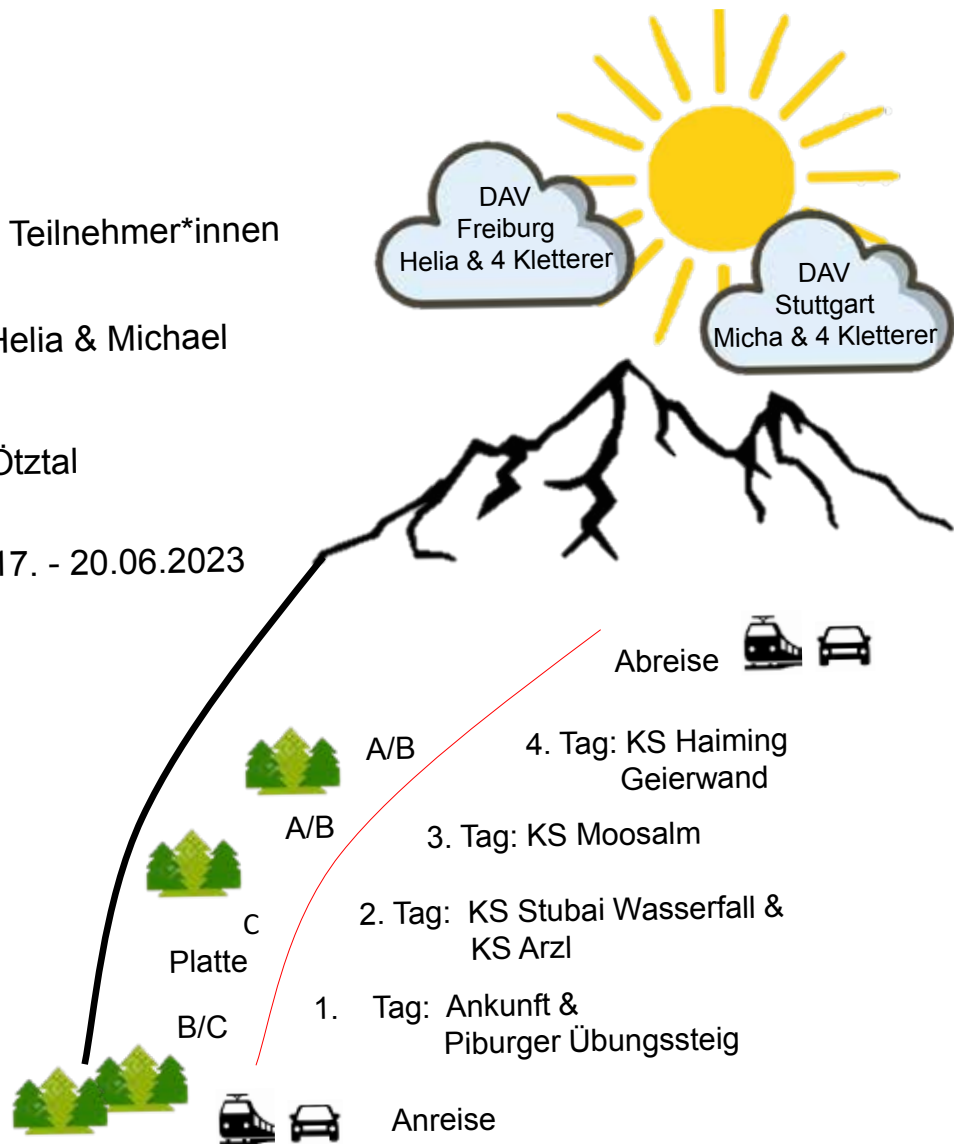 DAV
Freiburg
Helia & 4 Kletterer
DAV
Stuttgart
Micha & 4 Kletterer
Teilnehmer*innen
Helia & Michael
Ötztal
17. - 20.06.2023
Abreise
A/B
4. Tag: KS Haiming
Geierwand
A/B
3. Tag: KS Moosalm
C
Platte
2. Tag: KS Stubai Wasserfall &
KS Arzl
B/C
1. Tag: Ankunft &
Piburger Übungssteig
Anreise